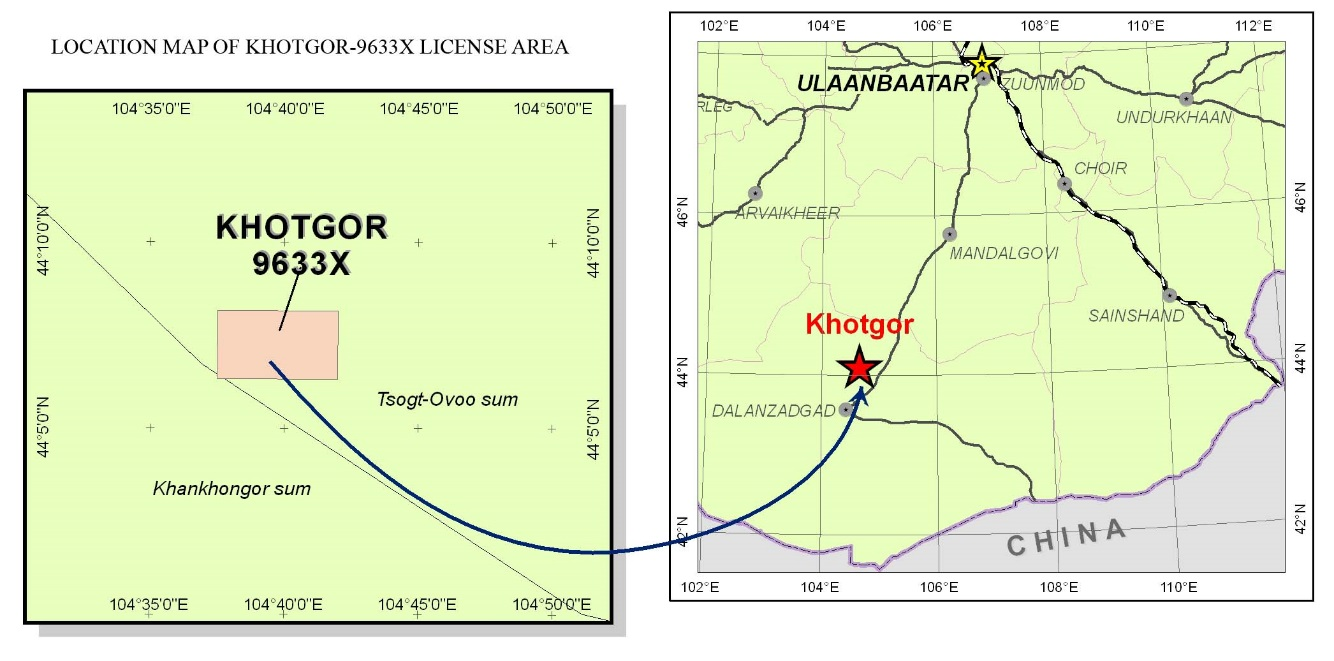 LOCATION MAP OF KHOTGOR-9633X LICENSE AREA
104°35'0"E 104°40'0"E 104°45'0"E 104°50'0"E
44°10'0"N 44°10'0"N
KHOTGOR
9633X
Tsogt-Ovoo sum
44°5'0"N 44°5'0"N
Khankhongor sum
104°35'0"E 104°40'0"E 104°45'0"E 104°50'0"E
102°E 104°E 106°E 108°E 110°E 112°E
ULAANBAATAR
ZUUNMOD
RLEG
UNDURKHAAN
CHOIR
46°N 46°N
ARVAIKHEER
MANDALGOVI
SAINSHAND
Khotgor
44°N 44°N
DALANZADGAD
42°N 42°N
CHINA
102°E 104°E 106°E 108°E 110°E